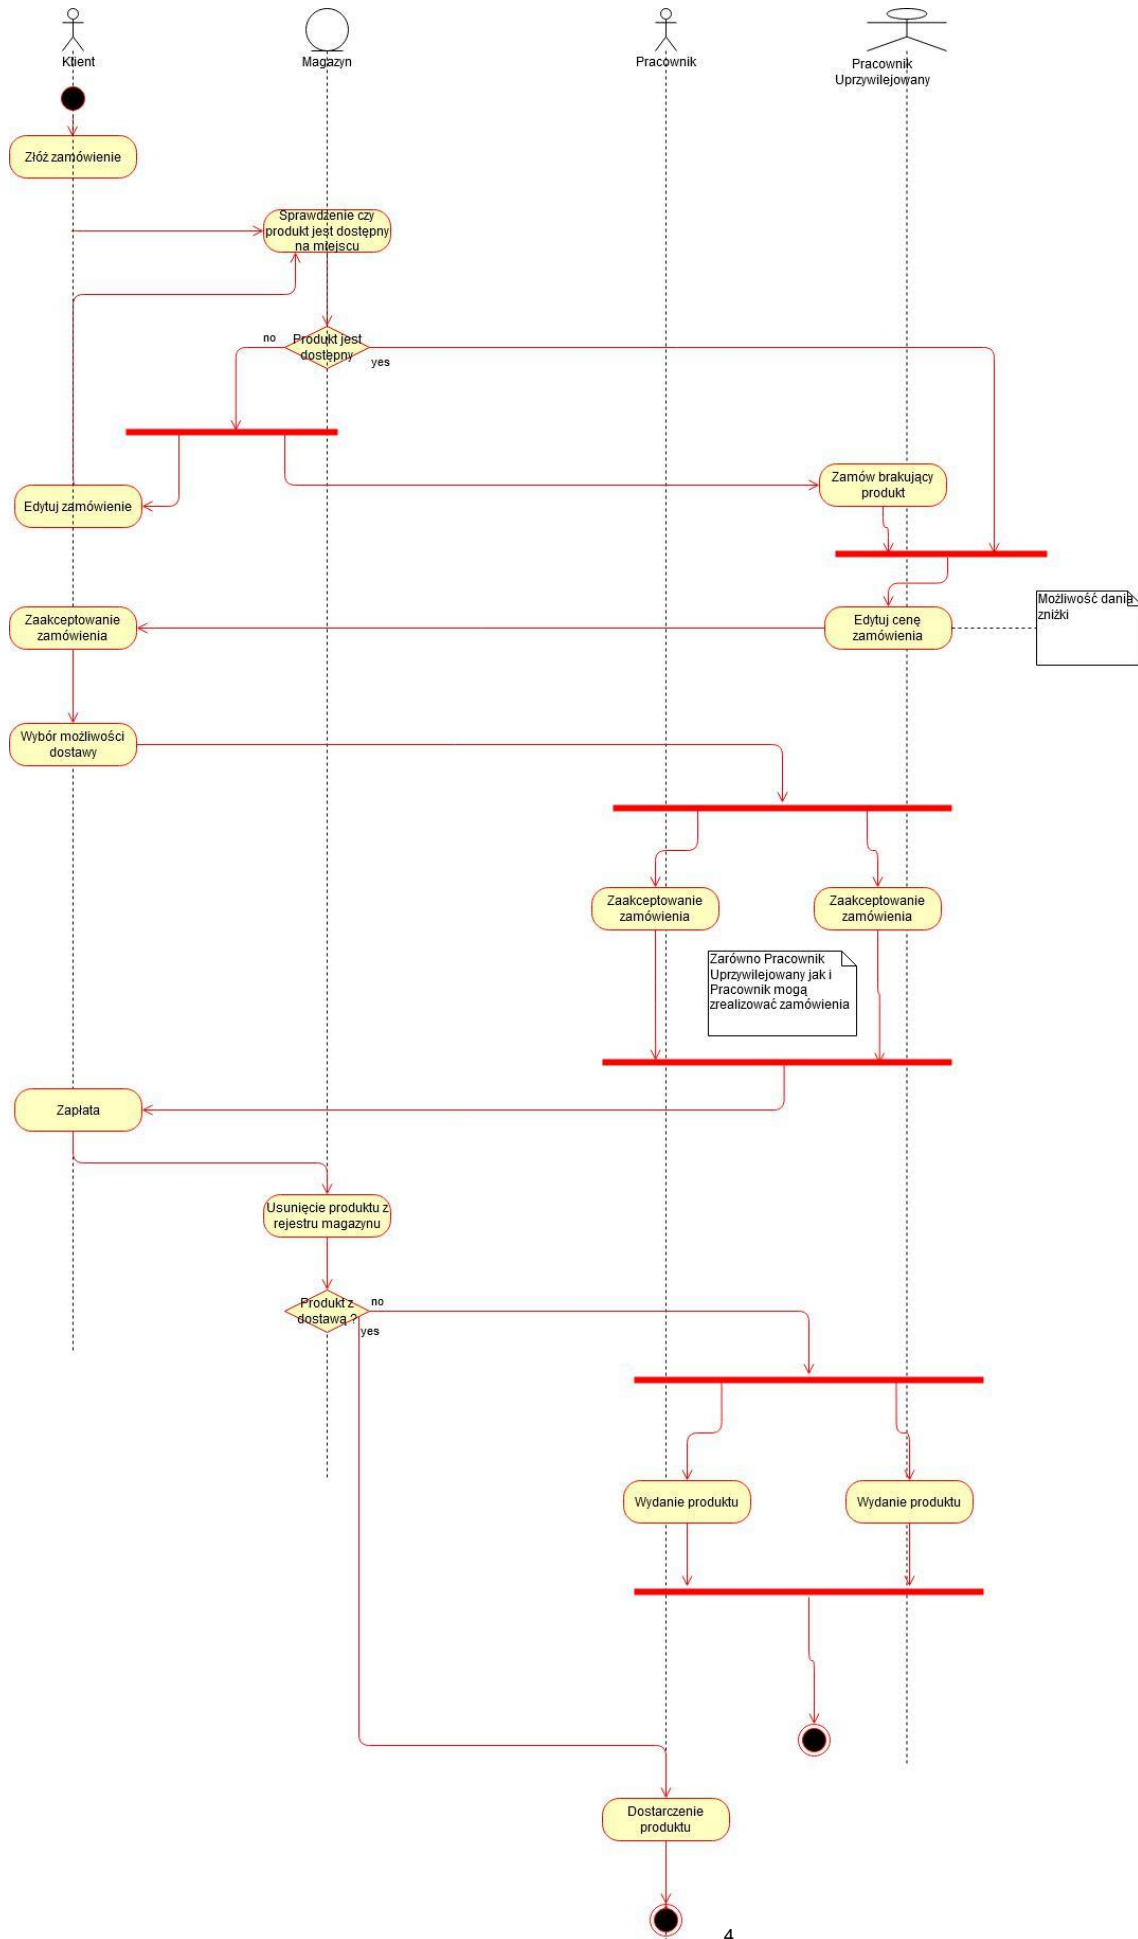 Klient
Magazyn
Pracownik
Pracownik
Uprzywilejowany
Złóż zamówienie
Sprawdzenie czy
produkt jest dostępny
na miejscu
no
Produkt jest
dostępny
yes
Zamów brakujący
produkt
Edytuj zamówienie
Zaakceptowanie
zamówienia
Edytuj cenę
zamówienia
Możliwość dania
zniżki
Wybór możliwości
dostawy
Zaakceptowanie
zamówienia
Zaakceptowanie
zamówienia
Zarówno Pracownik
Uprzywilejowany jak i
Pracownik mogą
zrealizować zamówienia
Zapłata
Usunięcie produktu z
rejestru magazynu
Produkt z
dostawą ?
no
yes
Wydanie produktu
Wydanie produktu
Dostarczenie
produktu
4